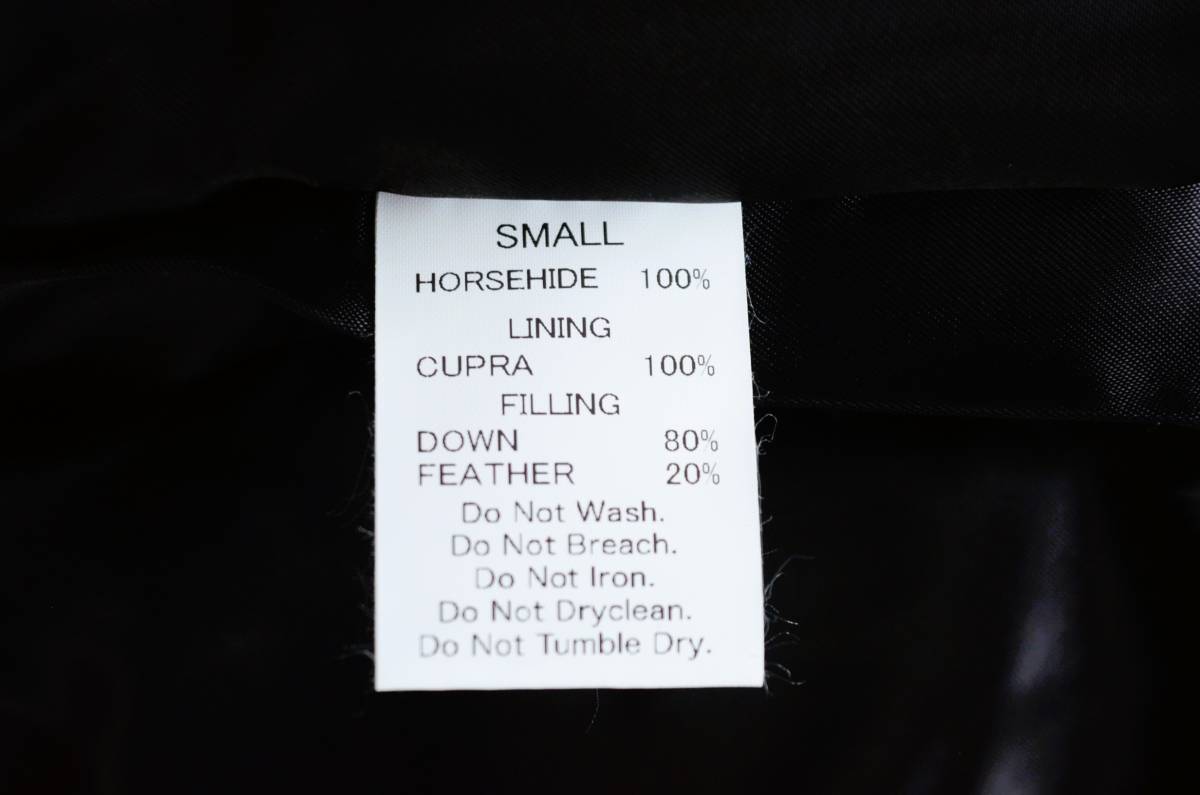 SMALL
HORSEHIDE 100%
LINING
CUPRA 100%
FILLING
DOWN 80%
FEATHER 20%
Do Not Wash.
Do Not Breach.
Do Not Iron.
Do Not Dryclean.
Do Not Tumble Dry.